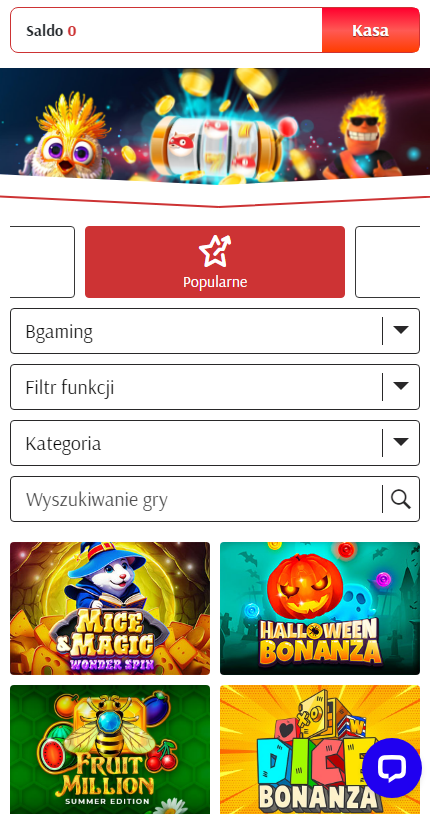 Saldo 0
Kasa
Popularne
Bgaming
Filtr funkcji
Kategoria
Wyszukiwanie gry
MICE
& MAGIC
WONDER SPIN
HALLOWEEN
BONANZA
FRUIT
MILLION
SUMMER EDITION
DICE
BONANZA